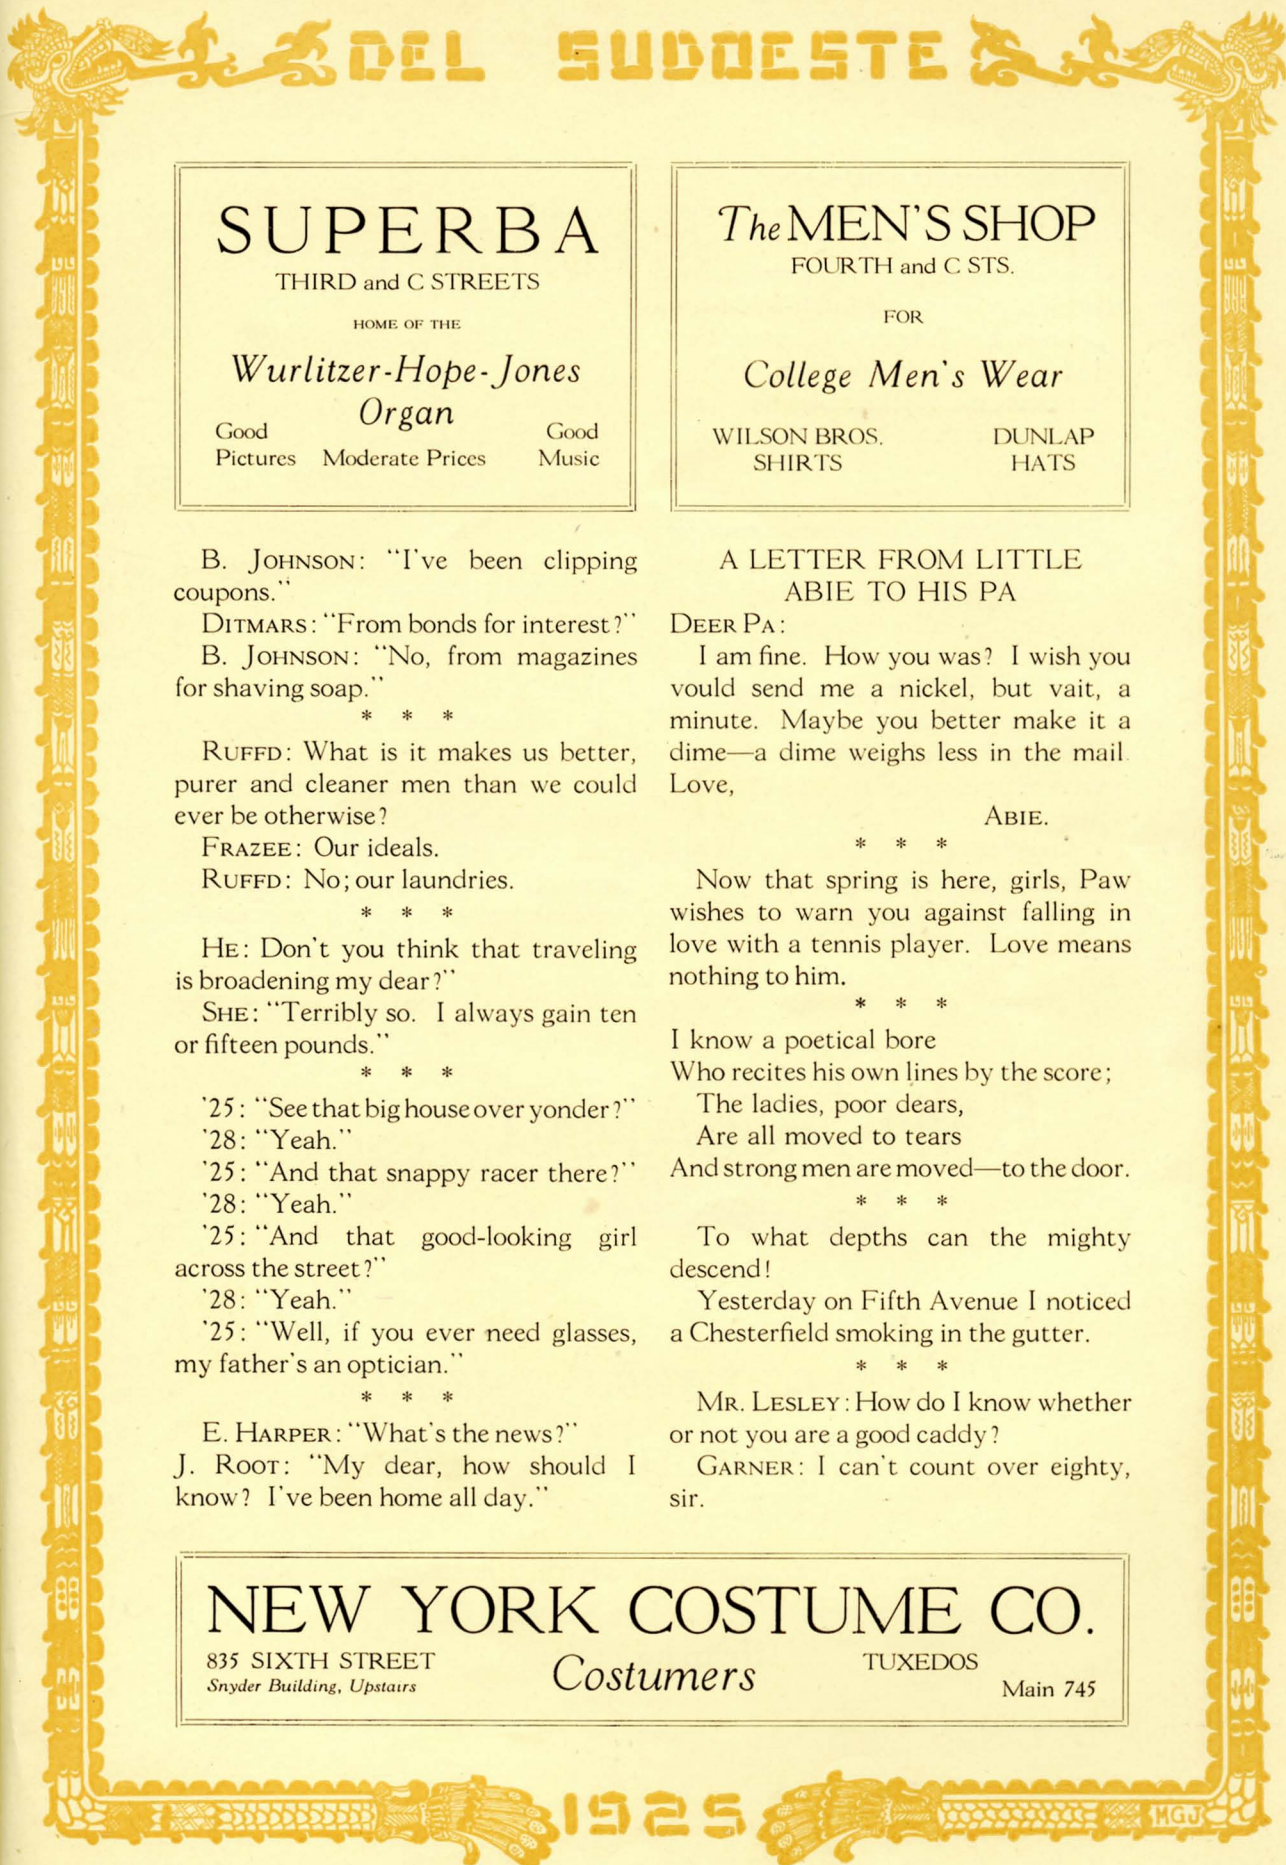 DEL SUDOESTE
SUPERBA
THIRD and C STREETS
HOME OF THE
Wurlitzer-Hope-Jones
Organ
Good Good
Pictures Moderate Prices Music
The MEN'S SHOP
FOURTH and C STS.
FOR
College Men's Wear
WILSON BROS. DUNLAP
SHIRTS HATS
B. JOHNSON: "I've been clipping
coupons."
DITMARS: "From bonds for interest?"
B. JOHNSON: "No, from magazines
for shaving soap."
* * *
RUFFD: What is it makes us better,
purer and cleaner men than we could
ever be otherwise?
FRAZEE: Our ideals.
RUFFD: No; our laundries.
* * *
HE: Don't you think that traveling
is broadening my dear?"
SHE: "Terribly so. I always gain ten
or fifteen pounds."
* * *
'25: "See that big house over yonder?"
'28: "Yeah."
'25: "And that snappy racer there?"
'28: "Yeah."
'25: "And that good-looking girl
across the street?"
'28: "Yeah."
'25: "Well, if you ever need glasses,
my father's an optician."
* * *
E. HARPER: "What's the news?"
J. ROOT: "My dear, how should I
know? I've been home all day."
A LETTER FROM LITTLE
ABIE TO HIS PA
DEER PA:
I am fine. How you was? I wish you
vould send me a nickel, but vait, a
minute. Maybe you better make it a
dime—a dime weighs less in the mail.
Love,
ABIE.
* * *
Now that spring is here, girls, Paw
wishes to warn you against falling in
love with a tennis player. Love means
nothing to him.
* * *
I know a poetical bore
Who recites his own lines by the score;
The ladies, poor dears,
Are all moved to tears
And strong men are moved—to the door.
* * *
To what depths can the mighty
descend!
Yesterday on Fifth Avenue I noticed
a Chesterfield smoking in the gutter.
* * *
MR. LESLEY: How do I know whether
or not you are a good caddy?
GARNER: I can't count over eighty,
sir.
NEW YORK COSTUME CO.
835 SIXTH STREET Costumers TUXEDOS
Snyder Building, Upstairs Main 745
1925
MGJ